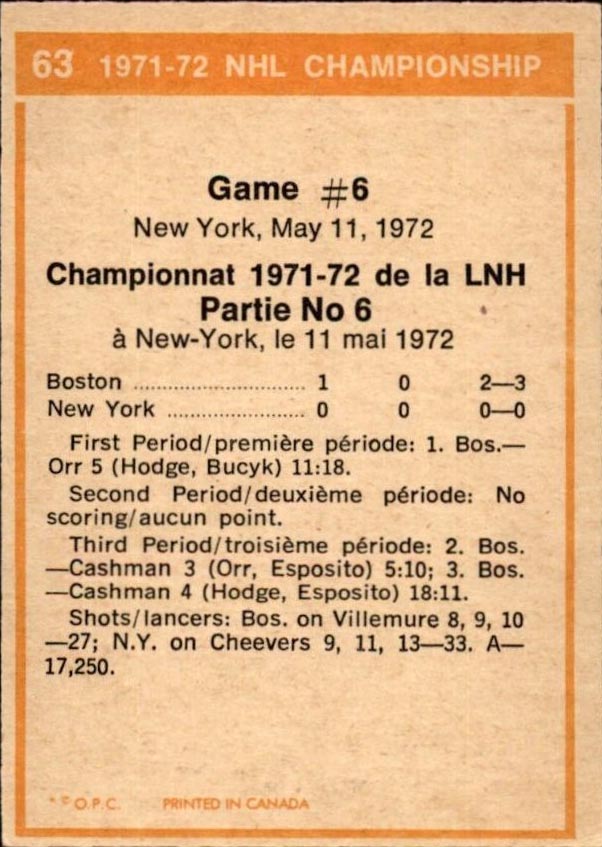 63 1971-72 NHL CHAMPIONSHIP
Game #6
New York, May 11, 1972
Championnat 1971-72 de la LNH
Partie No 6
à New-York, le 11 mai 1972
Boston ............................ 1 0 2—3
New York ....................... 0 0 0—0
First Period/première période: 1. Bos.—
Orr 5 (Hodge, Bucyk) 11:18.
Second Period/deuxième période: No
scoring/aucun point.
Third Period/troisième période: 2. Bos.
—Cashman 3 (Orr, Esposito) 5:10; 3. Bos.
—Cashman 4 (Hodge, Esposito) 18:11.
Shots/lancers: Bos. on Villemure 8, 9, 10
—27; N.Y. on Cheevers 9, 11, 13—33. A—
17,250.
* © O.P.C. PRINTED IN CANADA